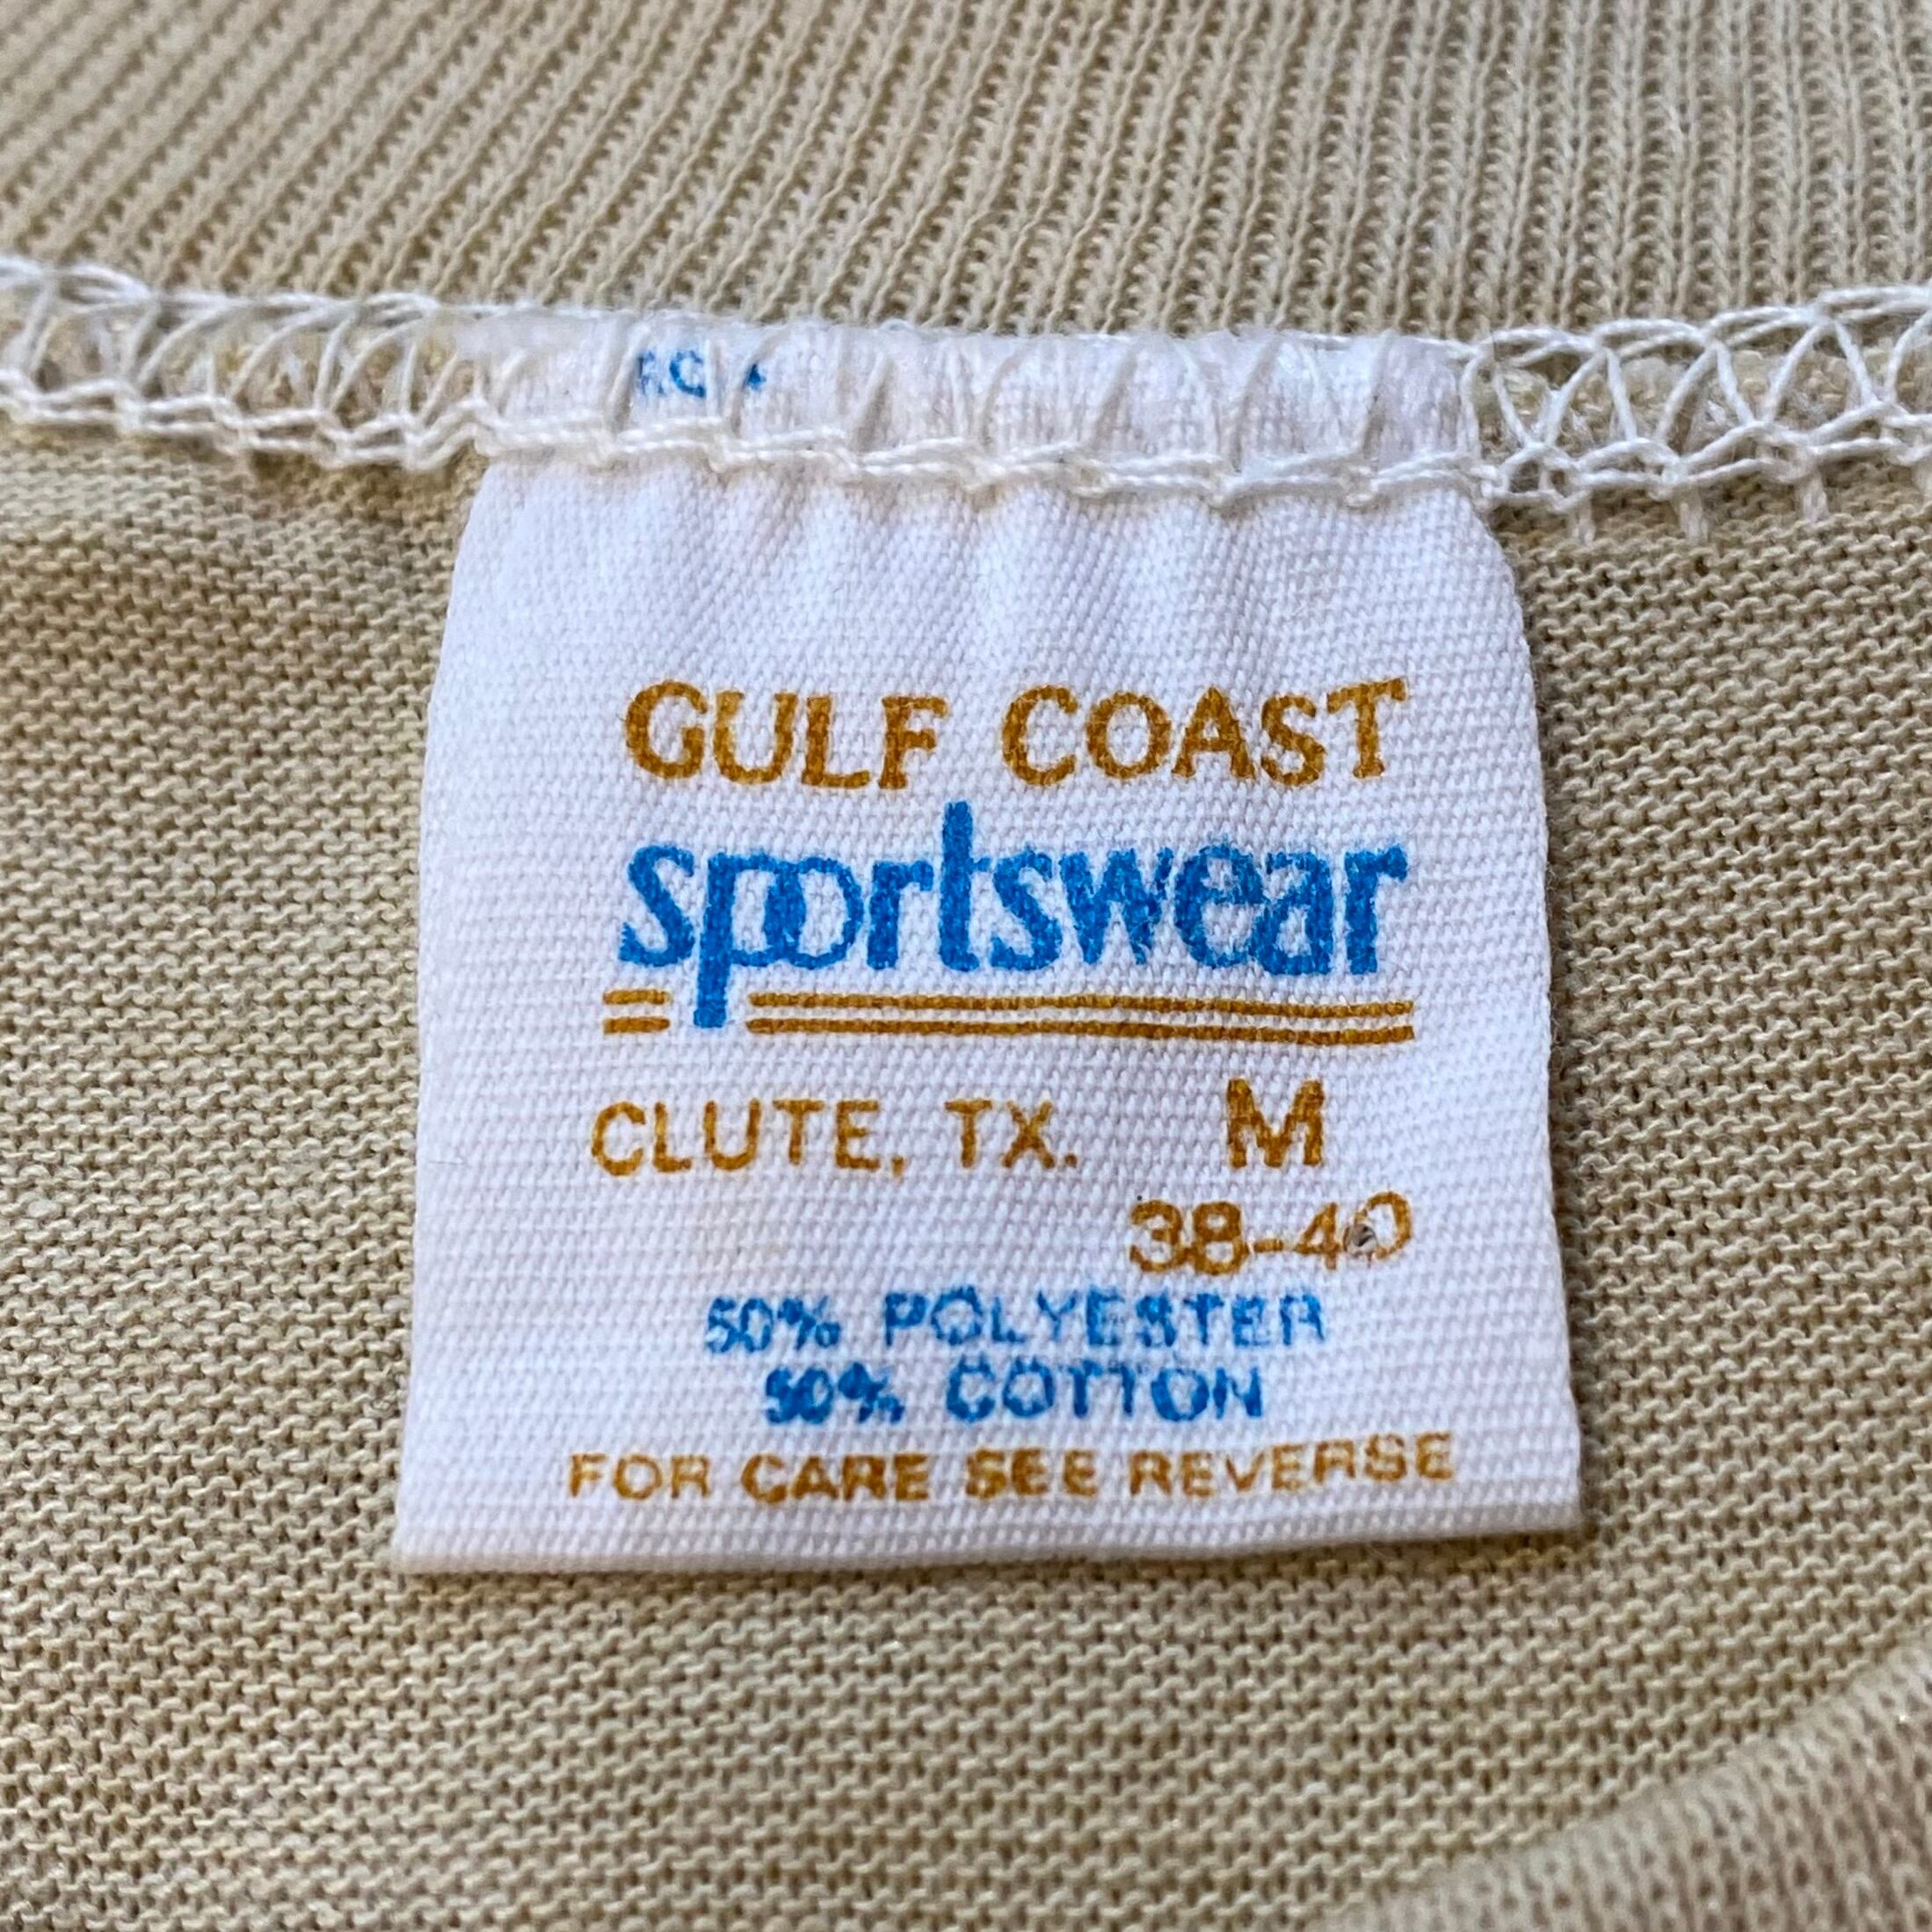 GULF COAST
sportswear
CLUTE, TX. M
38-40
50% POLYESTER
50% COTTON
FOR CARE SEE REVERSE